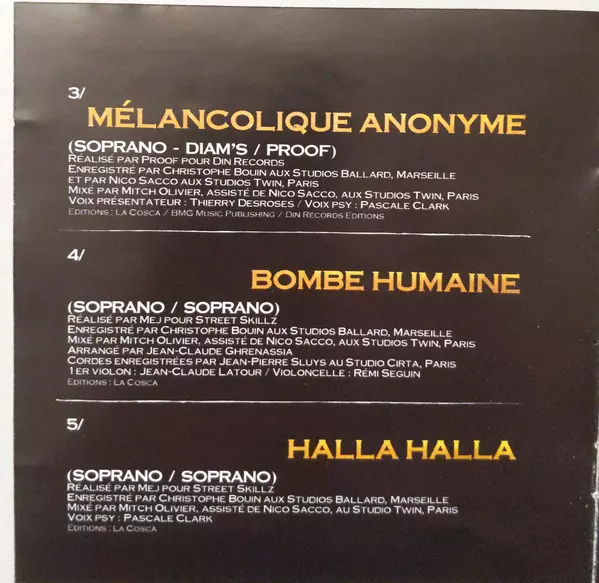 3/
MÉLANCOLIQUE ANONYME
(SOPRANO - DIAM'S / PROOF)
RÉALISÉ PAR PROOF POUR DIN RECORDS
ENREGISTRÉ PAR CHRISTOPHE BOUIN AUX STUDIOS BALLARD, MARSEILLE
ET PAR NICO SACCO AUX STUDIOS TWIN, PARIS
MIXÉ PAR MITCH OLIVIER, ASSISTÉ DE NICO SACCO, AUX STUDIOS TWIN, PARIS
VOIX PRÉSENTATEUR : THIERRY DESROSES / VOIX PSY : PASCALE CLARK
EDITIONS : LA COSCA / BMG MUSIC PUBLISHING / DIN RECORDS EDITIONS
4/
BOMBE HUMAINE
(SOPRANO / SOPRANO)
RÉALISÉ PAR MEJ POUR STREET SKILLZ
ENREGISTRÉ PAR CHRISTOPHE BOUIN AUX STUDIOS BALLARD, MARSEILLE
MIXÉ PAR MITCH OLIVIER, ASSISTÉ DE NICO SACCO, AUX STUDIOS TWIN, PARIS
ARRANGÉ PAR JEAN-CLAUDE GHRENASSIA
CORDES ENREGISTRÉES PAR JEAN-PIERRE SLUYS AU STUDIO CIRTA, PARIS
1ER VIOLON : JEAN-CLAUDE LATOUR / VIOLONCELLE : RÉMI SEGUIN
EDITIONS : LA COSCA
5/
HALLA HALLA
(SOPRANO / SOPRANO)
RÉALISÉ PAR MEJ POUR STREET SKILLZ
ENREGISTRÉ PAR CHRISTOPHE BOUIN AUX STUDIOS BALLARD, MARSEILLE
MIXÉ PAR MITCH OLIVIER, ASSISTÉ DE NICO SACCO, AU STUDIO TWIN, PARIS
VOIX PSY : PASCALE CLARK
EDITIONS : LA COSCA